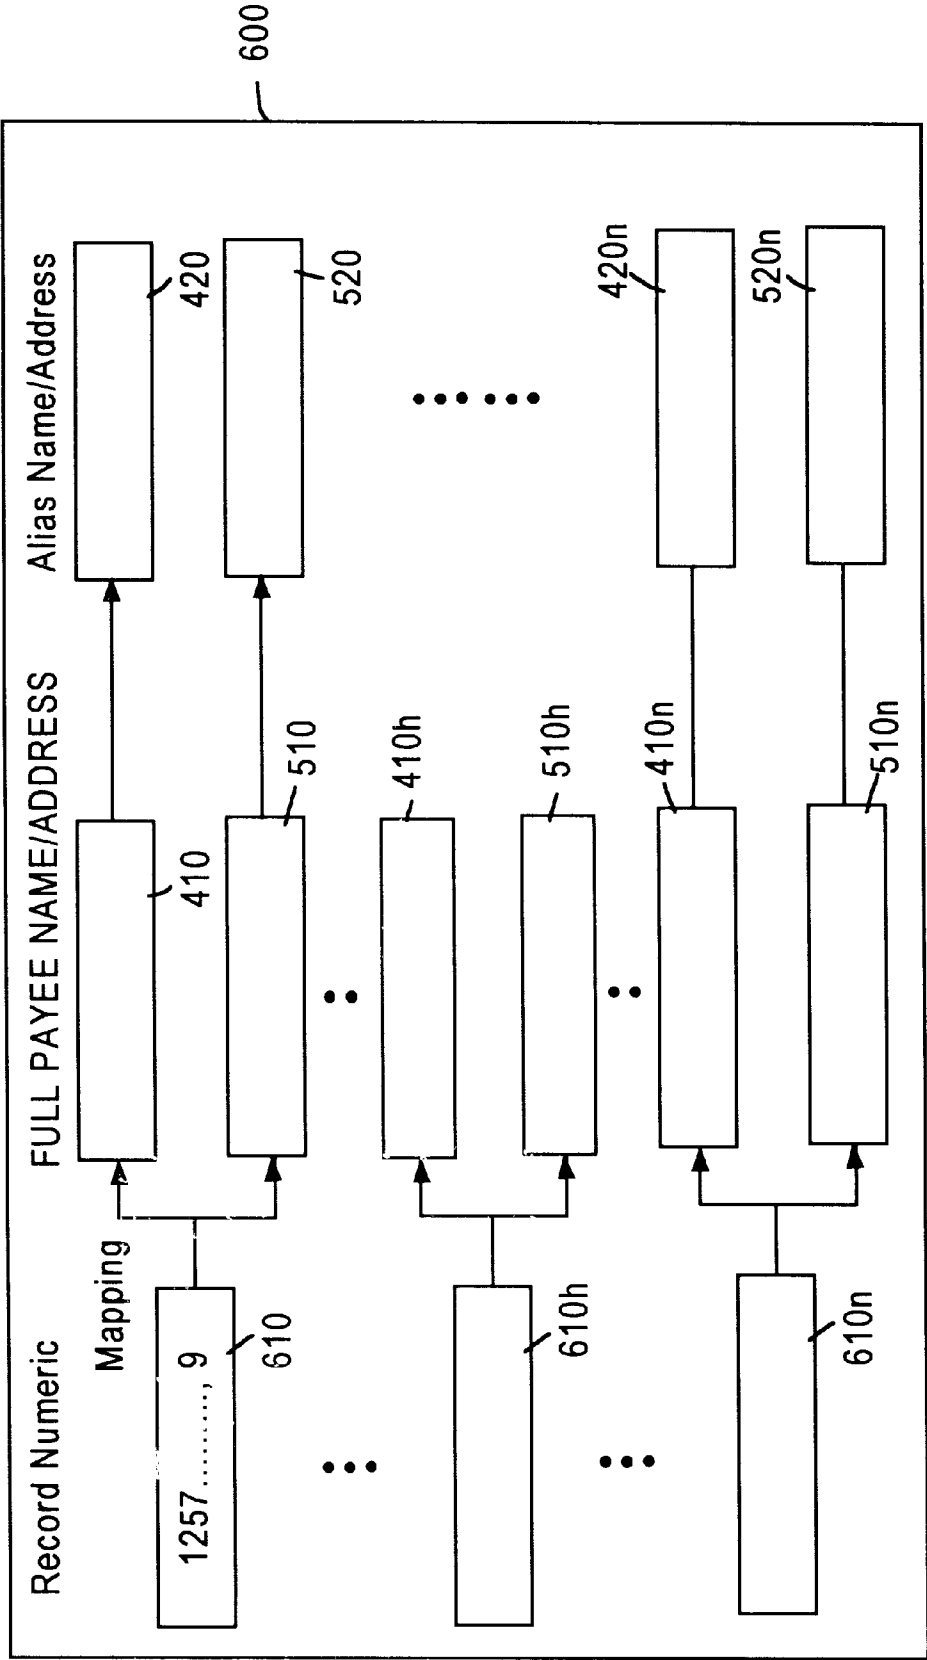 600
Record Numeric
Mapping
FULL PAYEE NAME/ADDRESS
Alias Name/Address
1257.........., 9
610
410
420
510
520
610h
410h
510h
610n
410n
420n
510n
520n